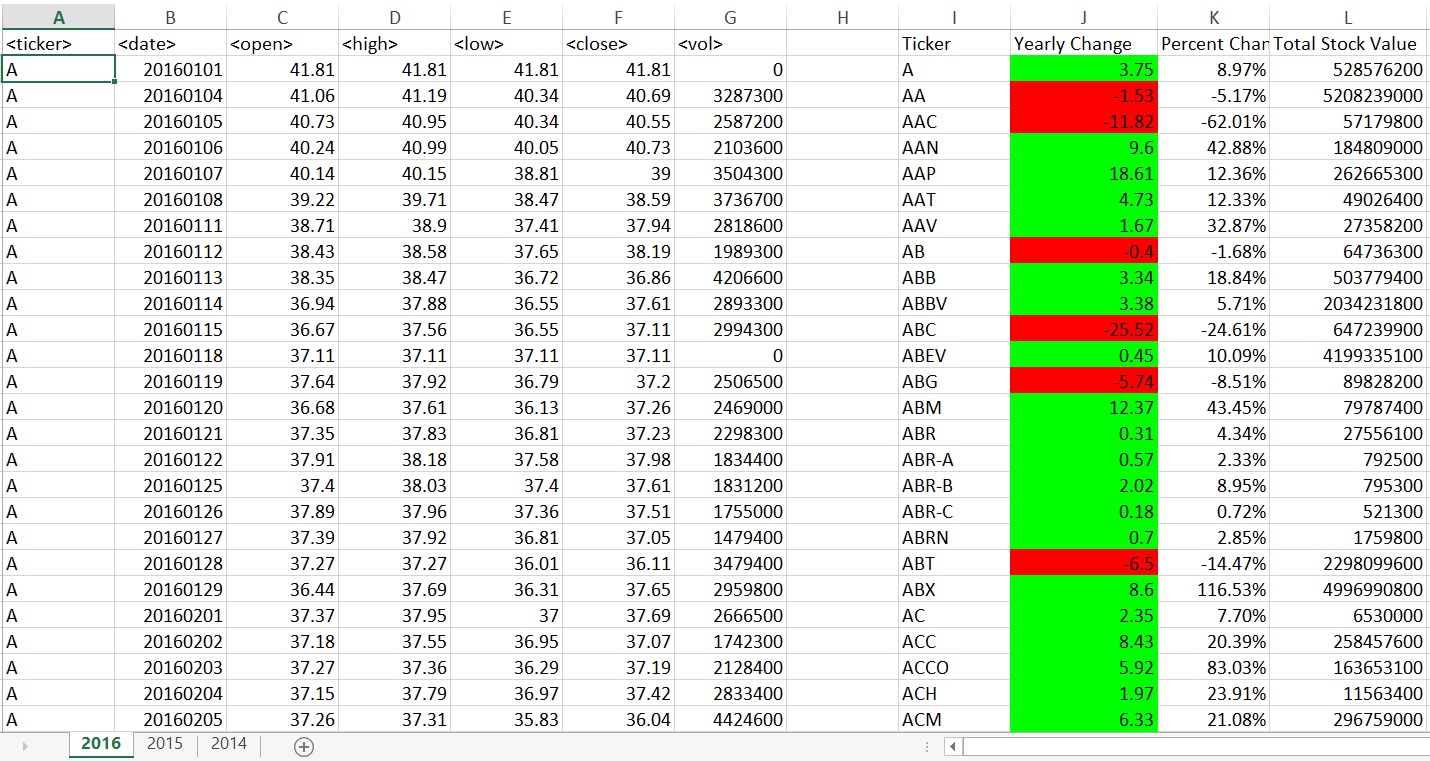 A B C D E F G H I J K L
<ticker> <date> <open> <high> <low> <close> <vol> Ticker Yearly Change Percent Chan Total Stock Value
A 20160101 41.81 41.81 41.81 41.81 0 A 3.75 8.97% 528576200
A 20160104 41.06 41.19 40.34 40.69 3287300 AA -1.53 -5.17% 5208239000
A 20160105 40.73 40.95 40.34 40.55 2587200 AAC -11.82 -62.01% 57179800
A 20160106 40.24 40.99 40.05 40.73 2103600 AAN 9.6 42.88% 184809000
A 20160107 40.14 40.15 38.81 39 3504300 AAP 18.61 12.36% 262665300
A 20160108 39.22 39.71 38.47 38.59 3736700 AAT 4.73 12.33% 49026400
A 20160111 38.71 38.9 37.41 37.94 2818600 AAV 1.67 32.87% 27358200
A 20160112 38.43 38.58 37.65 38.19 1989300 AB -0.4 -1.68% 64736300
A 20160113 38.35 38.47 36.72 36.86 4206600 ABB 3.34 18.84% 503779400
A 20160114 36.94 37.88 36.55 37.61 2893300 ABBV 3.38 5.71% 2034231800
A 20160115 36.67 37.56 36.55 37.11 2994300 ABC -25.52 -24.61% 647239900
A 20160118 37.11 37.11 37.11 37.11 0 ABEV 0.45 10.09% 4199335100
A 20160119 37.64 37.92 36.79 37.2 2506500 ABG -5.74 -8.51% 89828200
A 20160120 36.68 37.61 36.13 37.26 2469000 ABM 12.37 43.45% 79787400
A 20160121 37.35 37.83 36.81 37.23 2298300 ABR 0.31 4.34% 27556100
A 20160122 37.91 38.18 37.58 37.98 1834400 ABR-A 0.57 2.33% 792500
A 20160125 37.4 38.03 37.4 37.61 1831200 ABR-B 2.02 8.95% 795300
A 20160126 37.89 37.96 37.36 37.51 1755000 ABR-C 0.18 0.72% 521300
A 20160127 37.39 37.92 36.81 37.05 1479400 ABRN 0.7 2.85% 1759800
A 20160128 37.27 37.27 36.01 36.11 3479400 ABT -6.5 -14.47% 2298099600
A 20160129 36.44 37.69 36.31 37.65 2959800 ABX 8.6 116.53% 4996990800
A 20160201 37.37 37.95 37 37.69 2666500 AC 2.35 7.70% 6530000
A 20160202 37.18 37.55 36.95 37.07 1742300 ACC 8.43 20.39% 258457600
A 20160203 37.27 37.36 36.29 37.19 2128400 ACCO 5.92 83.03% 163653100
A 20160204 37.15 37.79 36.97 37.42 2833400 ACH 1.97 23.91% 11563400
A 20160205 37.26 37.31 35.83 36.04 4424600 ACM 6.33 21.08% 296759000
2016 2015 2014